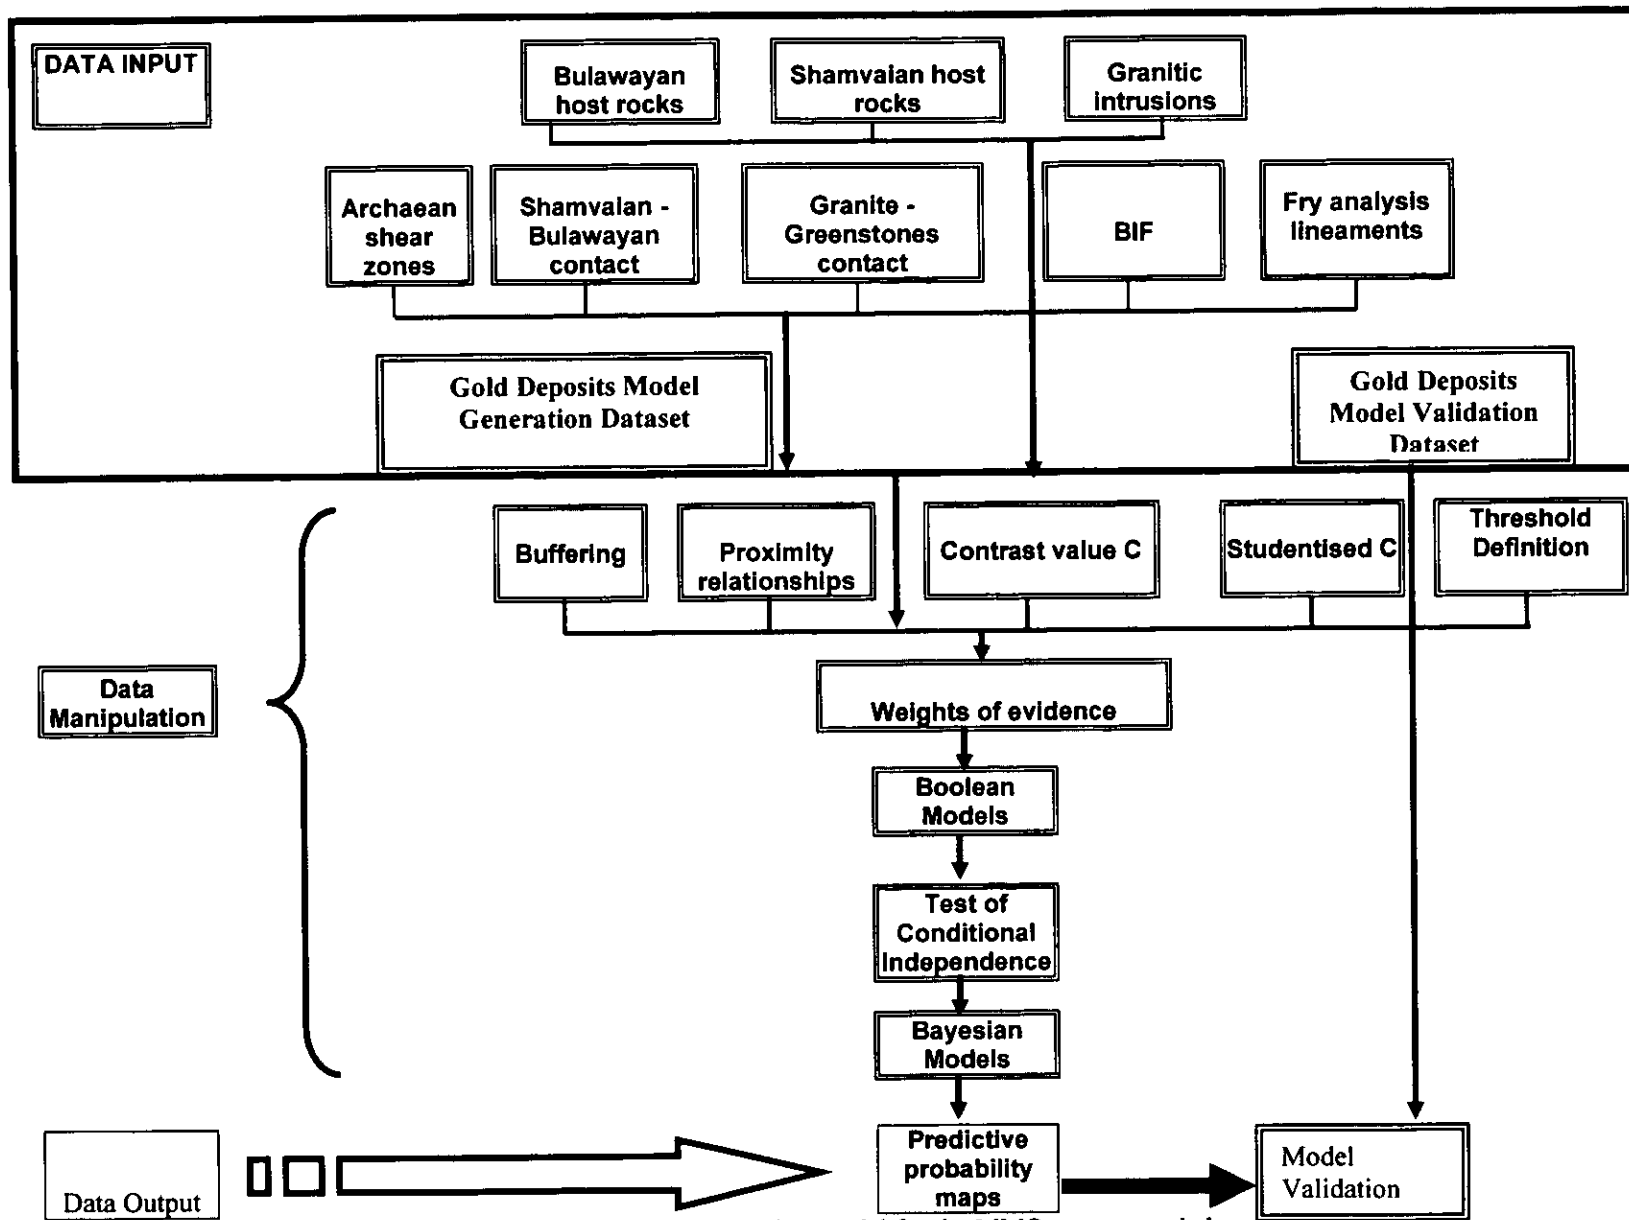 DATA INPUT
Bulawayan
host rocks
Shamvaian host
rocks
Granitic
intrusions
Archaean
shear
zones
Shamvaian -
Bulawayan
contact
Granite -
Greenstones
contact
BIF
Fry analysis
lineaments
Gold Deposits Model
Generation Dataset
Gold Deposits
Model Validation
Dataset
Buffering
Proximity
relationships
Contrast value C
Studentised C
Threshold
Definition
Data
Manipulation
Weights of evidence
Boolean
Models
Test of
Conditional
Independence
Bayesian
Models
Data Output
Predictive
probability
maps
Model
Validation